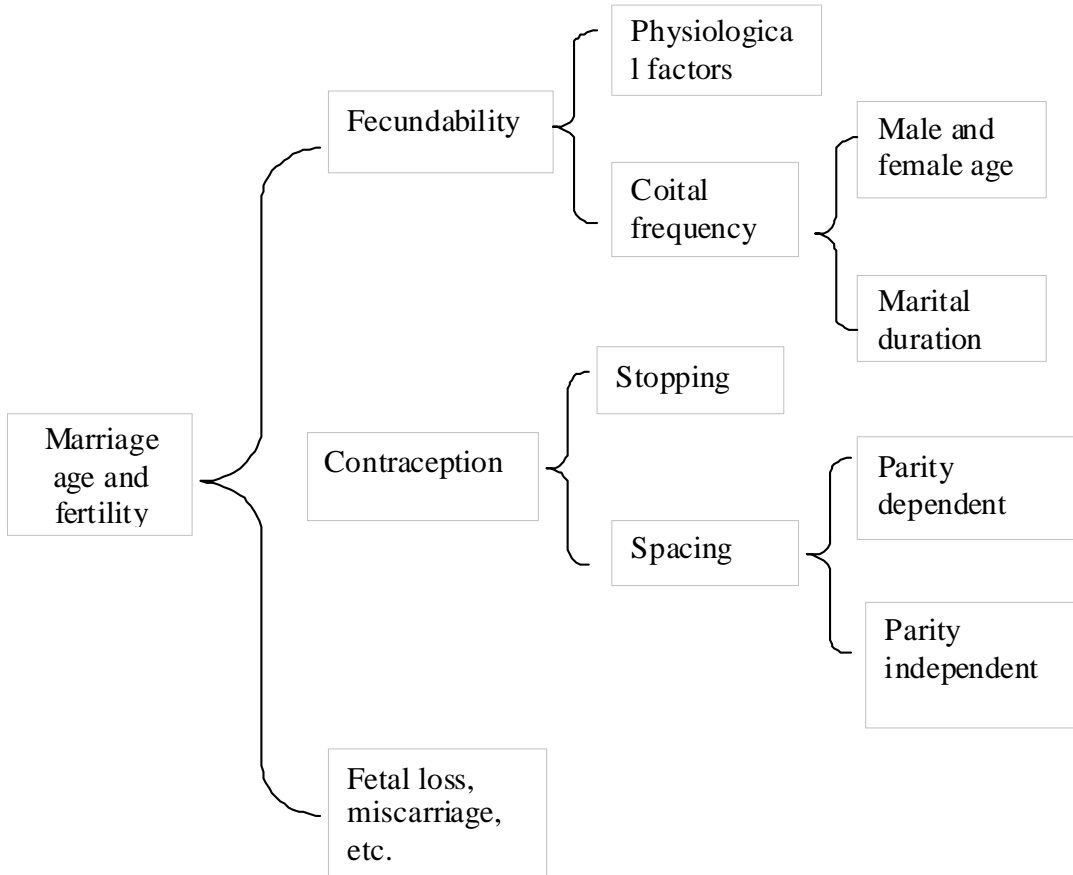 Physiologica
l factors
Fecundability
Male and
female age
Coital
frequency
Marital
duration
Stopping
Marriage
age and
fertility
Contraception
Parity
dependent
Spacing
Parity
independent
Fetal loss,
miscarriage,
etc.